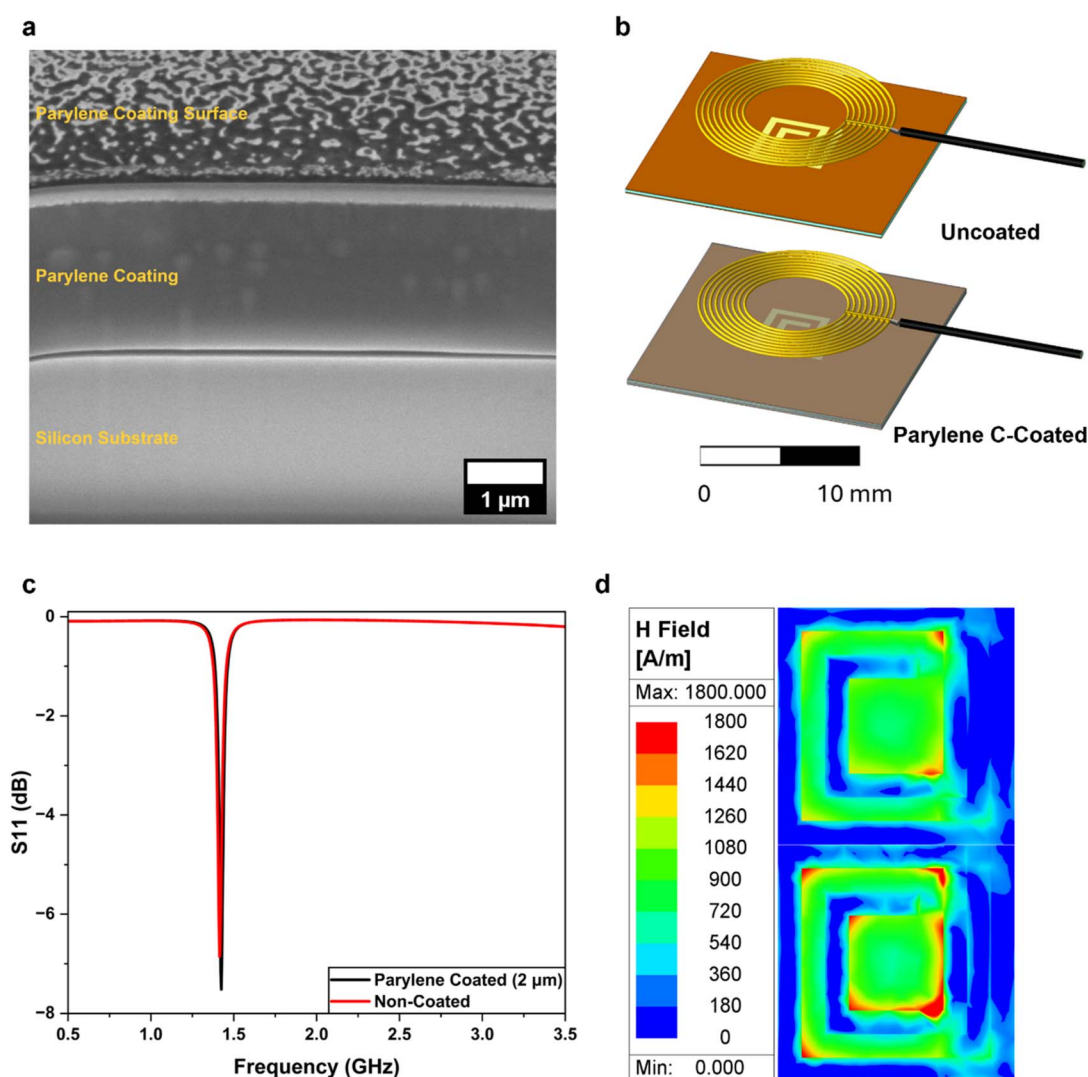 a
Parylene Coating Surface
Parylene Coating
Silicon Substrate
1 µm
b
Uncoated
Parylene C-Coated
0 10 mm
c
0
−2
−4
−6
−8
S11 (dB)
Parylene Coated (2 µm)
Non-Coated
0.5 1.0 1.5 2.0 2.5 3.0 3.5
Frequency (GHz)
d
H Field
[A/m]
Max: 1800.000
1800
1620
1440
1260
1080
900
720
540
360
180
0
Min: 0.000